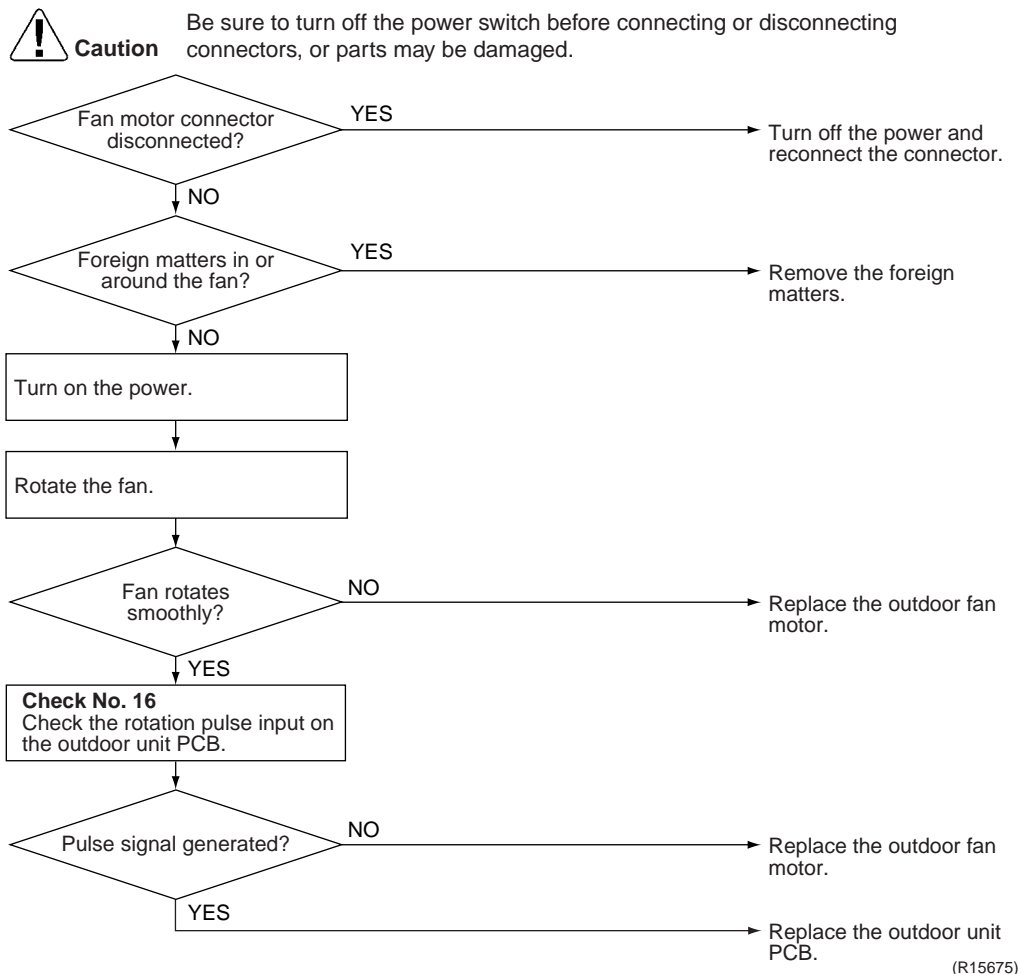 Be sure to turn off the power switch before connecting or disconnecting
Caution connectors, or parts may be damaged.
Fan motor connector
disconnected?
YES
Turn off the power and
reconnect the connector.
NO
Foreign matters in or
around the fan?
YES
Remove the foreign
matters.
NO
Turn on the power.
Rotate the fan.
Fan rotates
smoothly?
NO
Replace the outdoor fan
motor.
YES
Check No. 16
Check the rotation pulse input on
the outdoor unit PCB.
Pulse signal generated?
NO
Replace the outdoor fan
motor.
YES
Replace the outdoor unit
PCB.
(R15675)